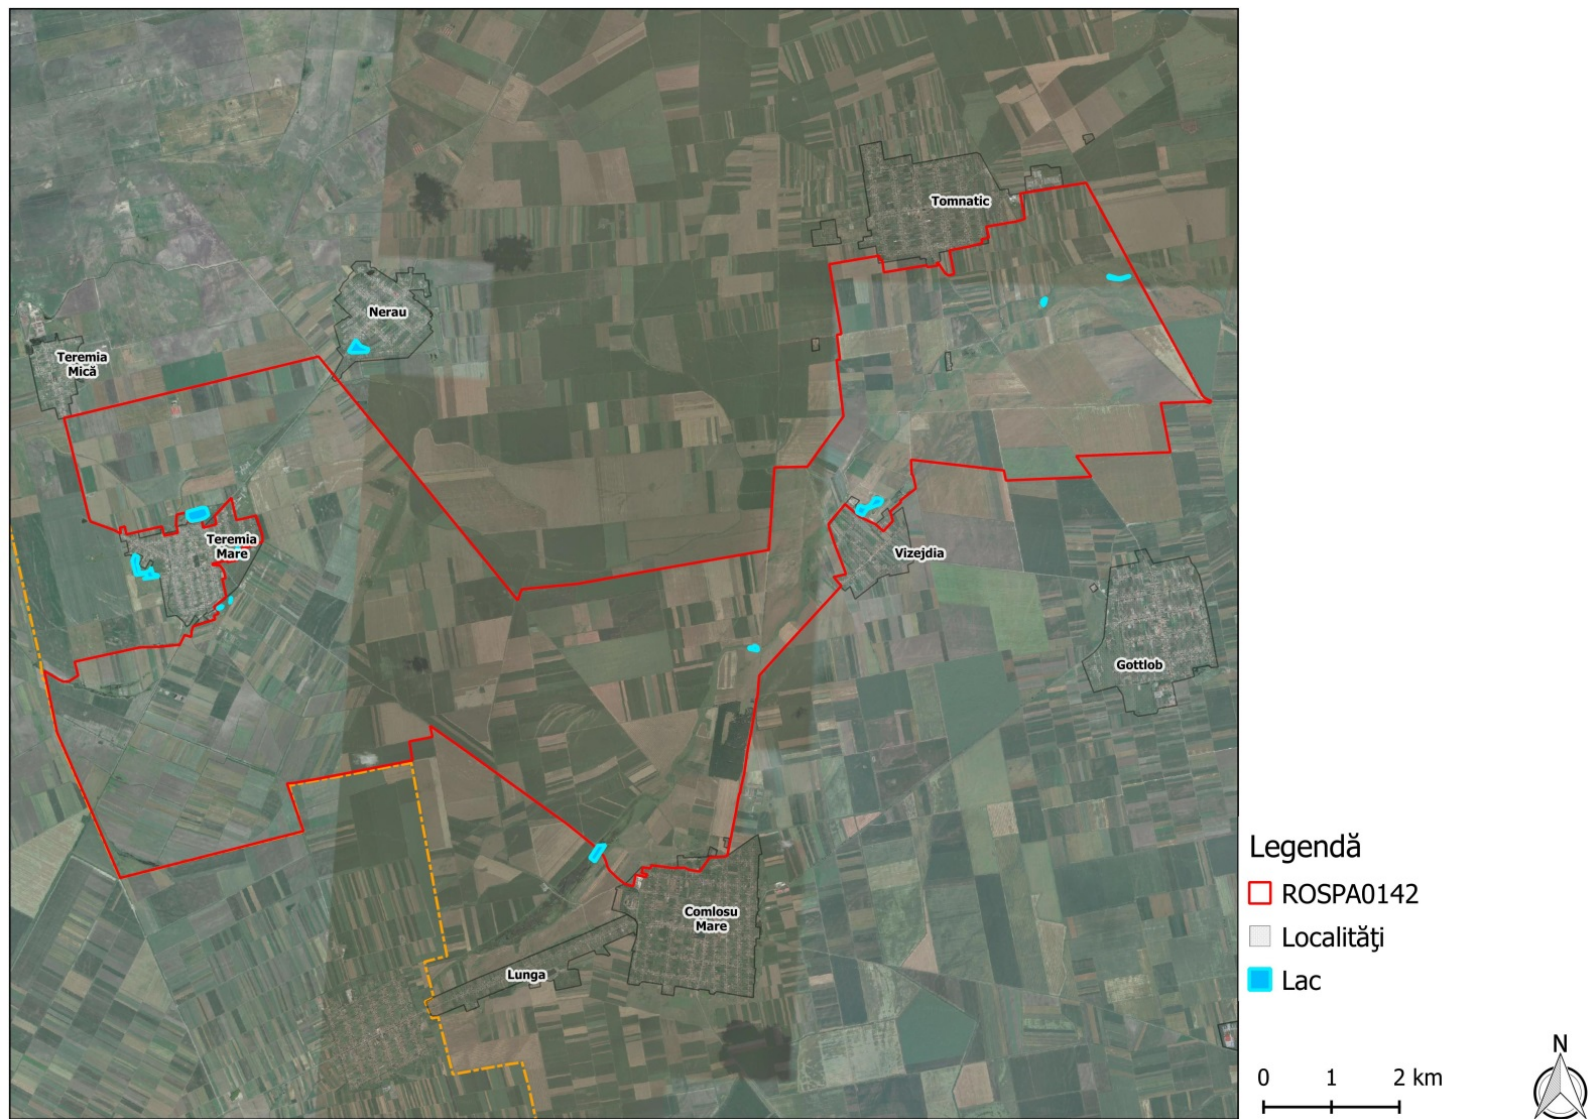 Tomnatic
Nerau
Teremia
Mică
Teremia
Mare
Vizejdia
Gottlob
Comlosu
Mare
Lunga
Legendă
ROSPA0142
Localităţi
Lac
N
0 1 2 km